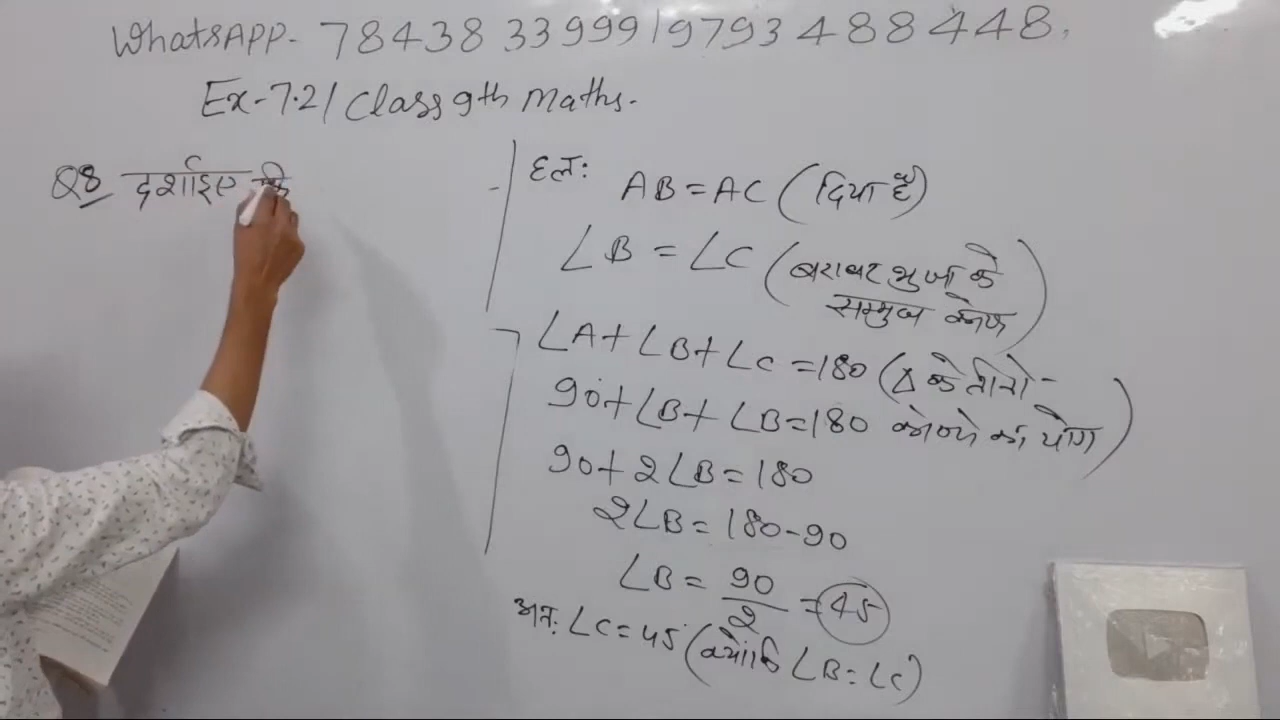 WhatsAPP- 7843833999/9793488448.
Ex-7.2/ Class 9th maths.
Q8 दर्शाइए कि
हलः AB = AC (दिया है)
∠B = ∠C (बराबर भुजा के
सम्मुख कोण)
∠A + ∠B + ∠C = 180 (Δ के तीनो -
90° + ∠B + ∠B = 180 कोणो का योग)
90 + 2∠B = 180
2∠B = 180 - 90
∠B = 90/2 = 45
अतः ∠C = 45° (क्योंकि ∠B = ∠C)